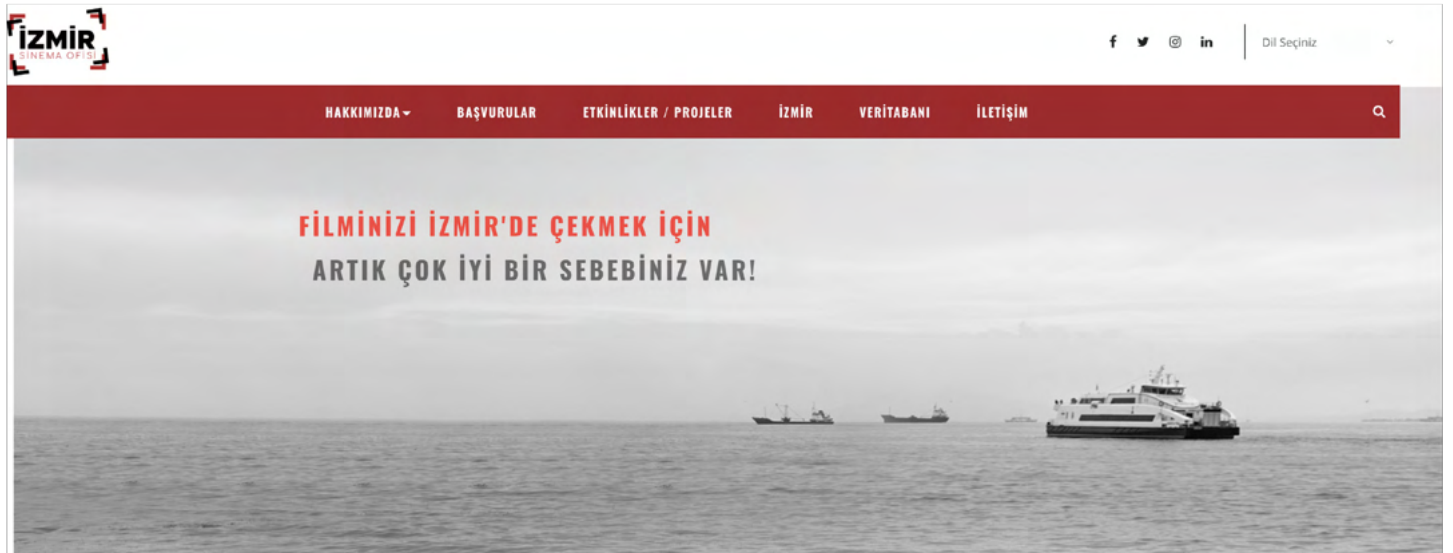 İZMİR
SİNEMA OFİSİ
Dil Seçiniz
HAKKIMIZDA BAŞVURULAR ETKİNLİKLER / PROJELER İZMİR VERİTABANI İLETİŞİM
FİLMİNİZİ İZMİR'DE ÇEKMEK İÇİN
ARTIK ÇOK İYİ BİR SEBEBİNİZ VAR!